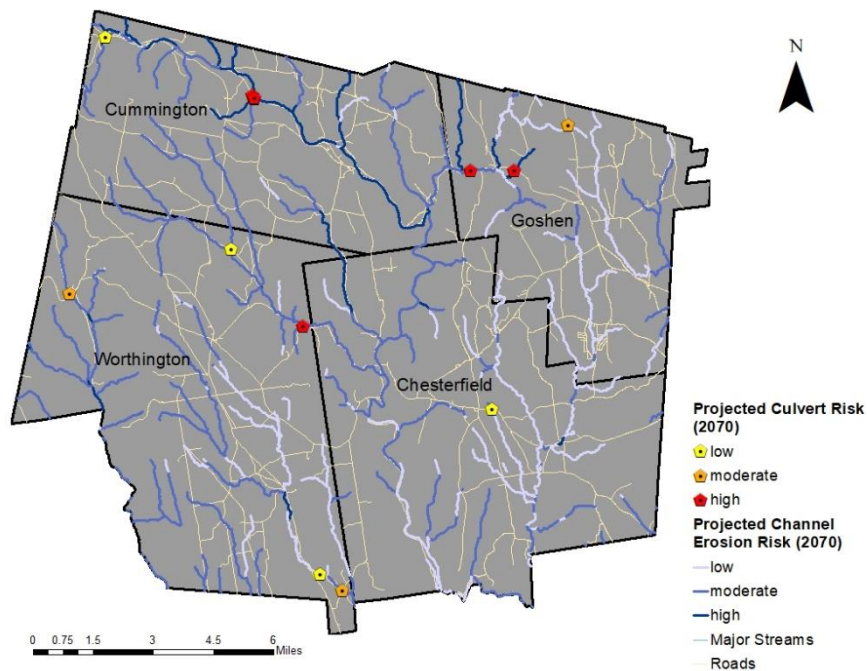 N
Cummington
Goshen
Worthington
Chesterfield
Projected Culvert Risk
(2070)
low
moderate
high
Projected Channel
Erosion Risk (2070)
low
moderate
high
Major Streams
Roads
0 0.75 1.5 3 4.5 6
Miles